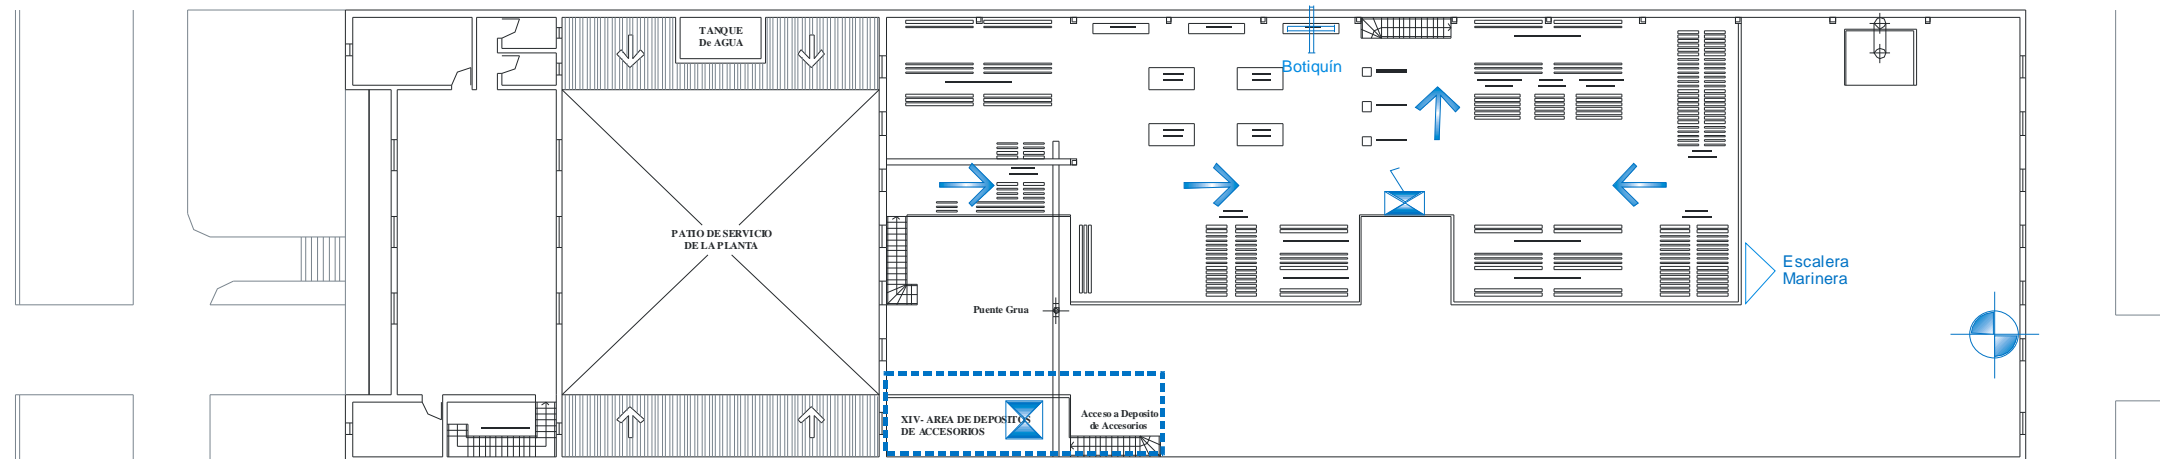 TANQUE
De AGUA
Botiquín
PATIO DE SERVICIO
DE LA PLANTA
Escalera
Marinera
Puente Grua
XIV- AREA DE DEPOSITOS
DE ACCESORIOS
Acceso a Deposito
de Accesorios